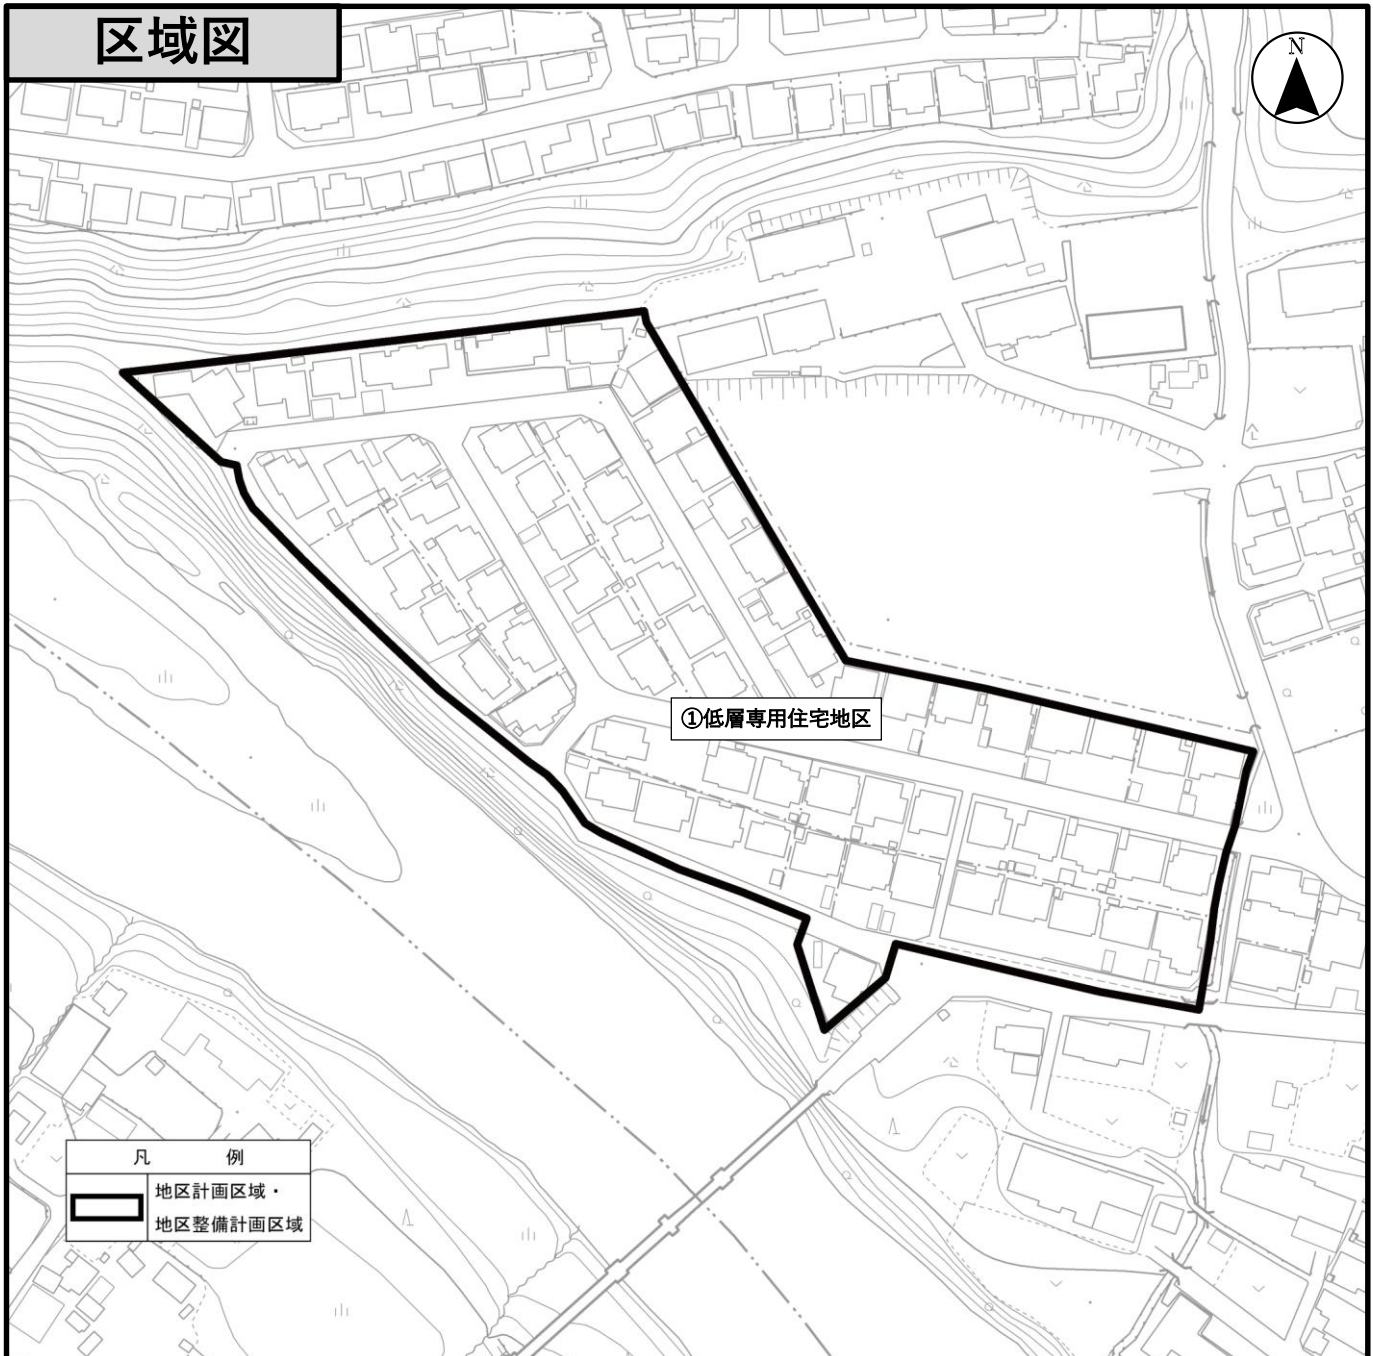 区域図
N
①低層専用住宅地区
凡　例
地区計画区域・
地区整備計画区域